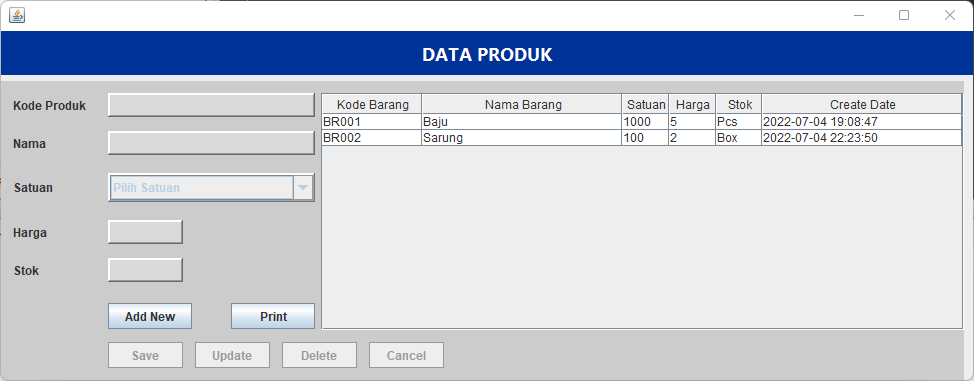 DATA PRODUK
Kode Produk
Nama
Satuan
Pilih Satuan
Harga
Stok
Add New Print
Save Update Delete Cancel
Kode Barang Nama Barang Satuan Harga Stok Create Date
BR001 Baju 1000 5 Pcs 2022-07-04 19:08:47
BR002 Sarung 100 2 Box 2022-07-04 22:23:50